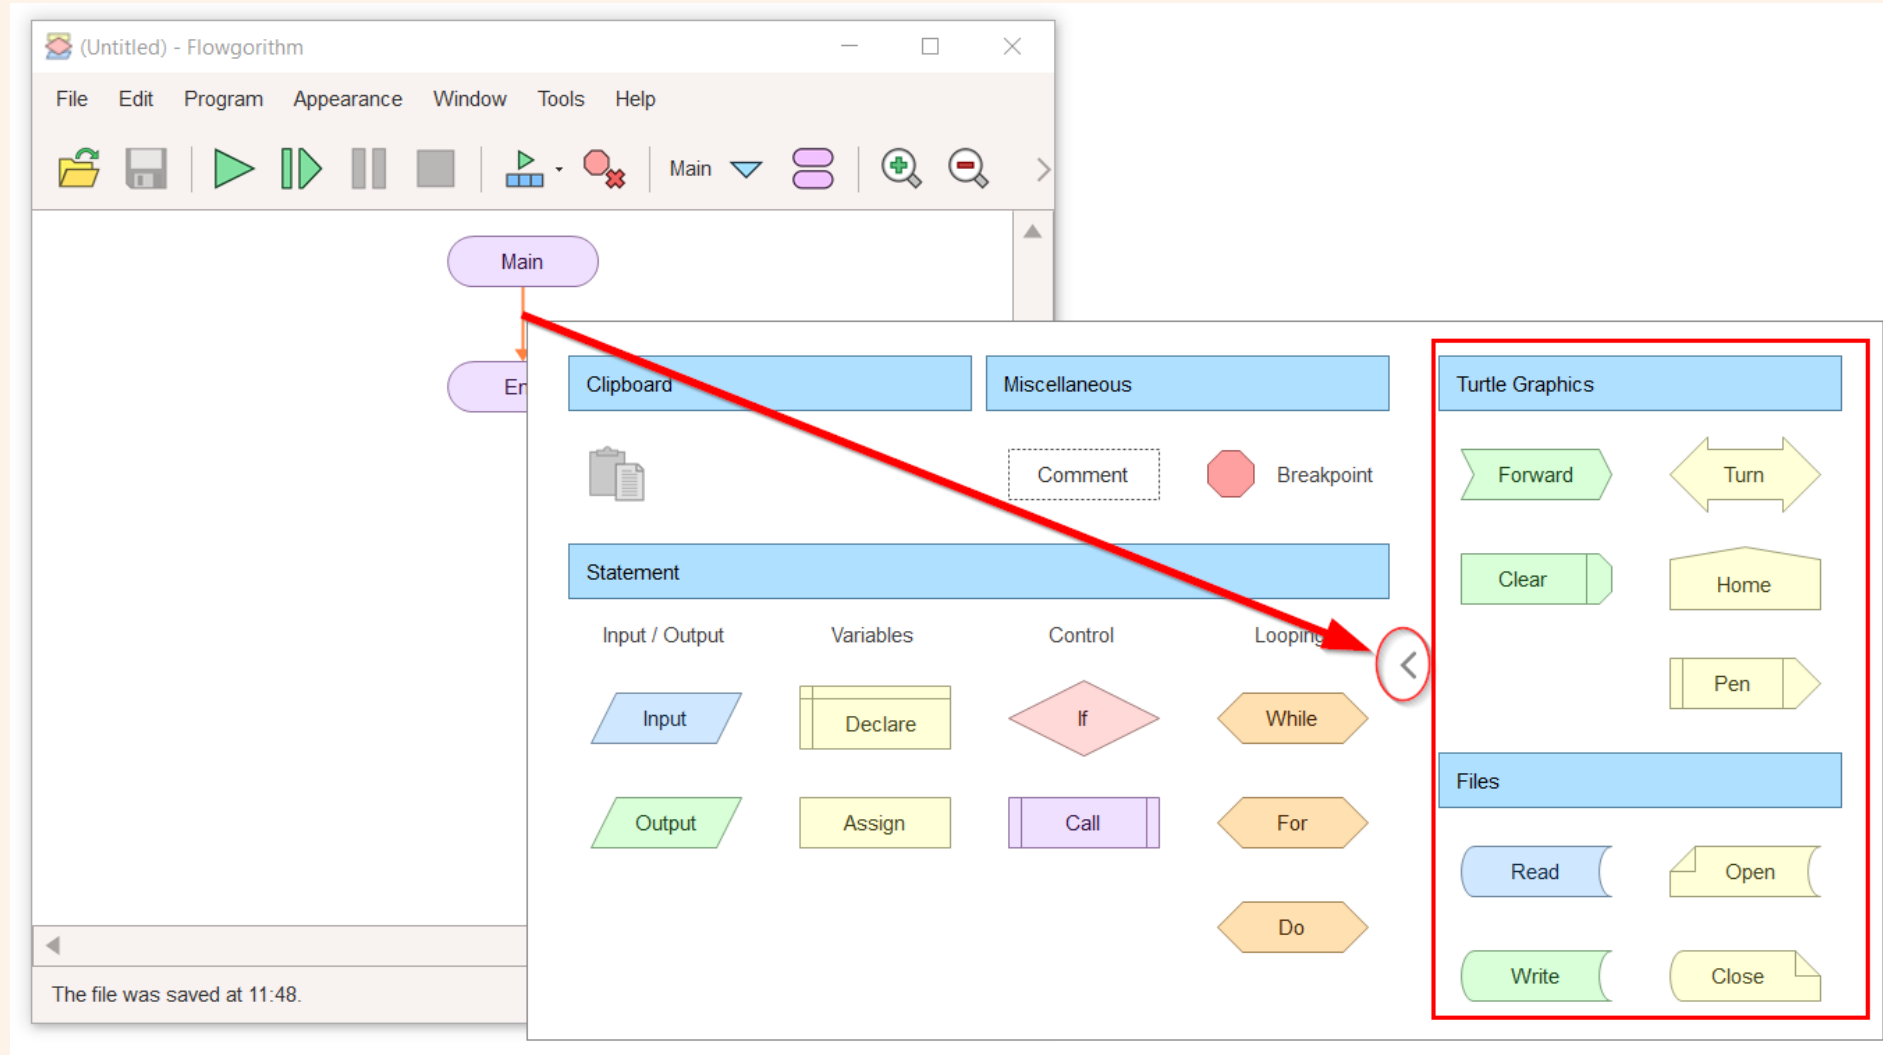 (Untitled) - Flowgorithm
File Edit Program Appearance Window Tools Help
Main
Main
Clipboard Miscellaneous Turtle Graphics
Comment Breakpoint Forward Turn
Statement Clear Home
Input / Output Variables Control Looping
Pen
Input Declare If While
Files
Output Assign Call For
Read Open
Do
Write Close
The file was saved at 11:48.